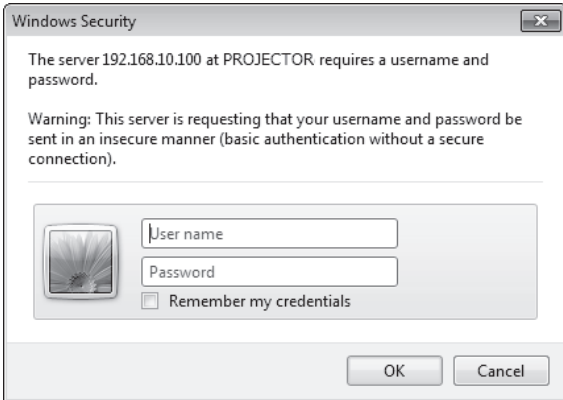 Windows Security
The server 192.168.10.100 at PROJECTOR requires a username and
password.
Warning: This server is requesting that your username and password be
sent in an insecure manner (basic authentication without a secure
connection).
User name
Password
Remember my credentials
OK Cancel